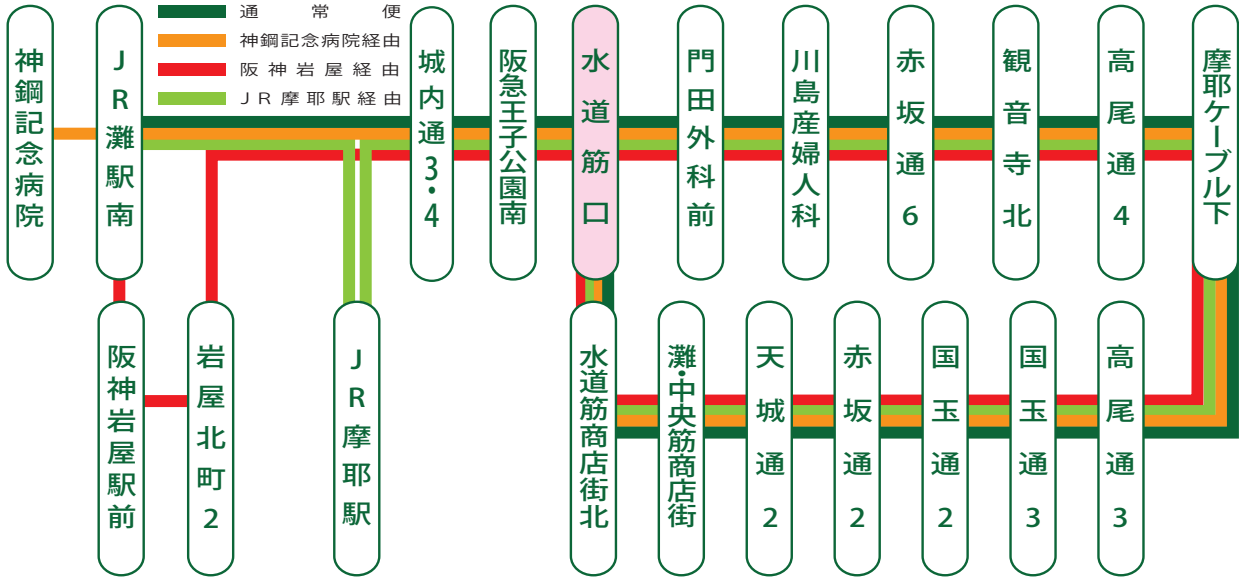 通常便
神鋼記念病院経由
阪神岩屋経由
JR摩耶駅経由
神鋼記念病院
JR灘駅南
城内通3・4
阪急王子公園南
水道筋口
門田外科前
川島産婦人科
赤坂通6
観音寺北
高尾通4
摩耶ケーブル下
阪神岩屋駅前
岩屋北町2
JR摩耶駅
水道筋商店街北
灘・中央筋商店街
天城通2
赤坂通2
国玉通2
国玉通3
高尾通3